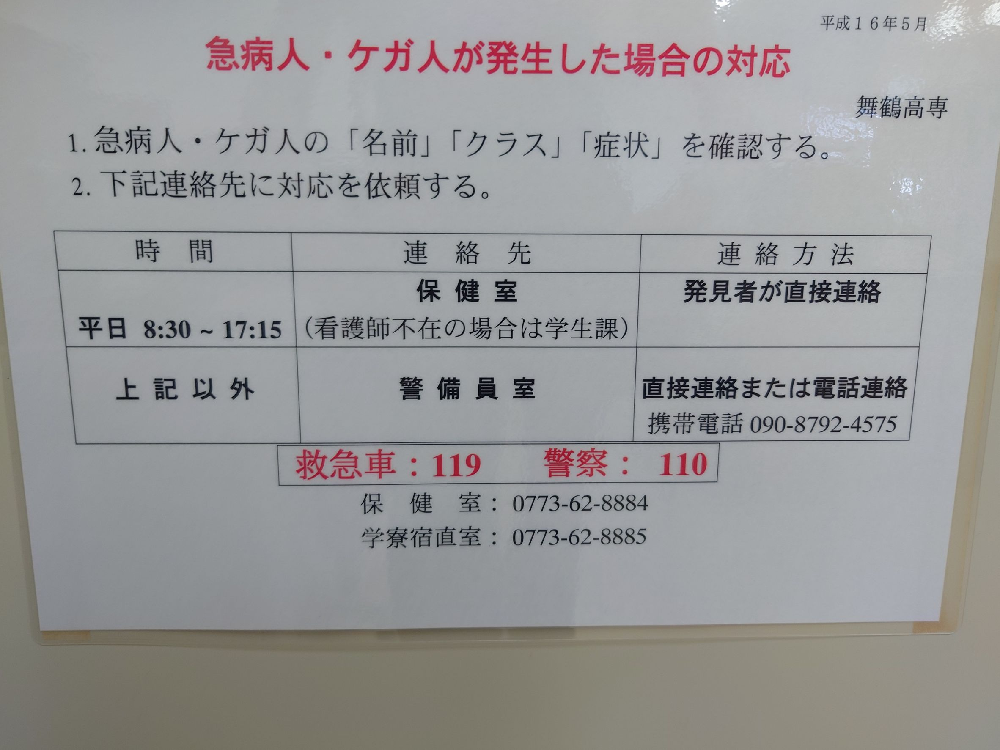 平成１６年５月
急病人・ケガ人が発生した場合の対応
舞鶴高専
1. 急病人・ケガ人の「名前」「クラス」「症状」を確認する。
2. 下記連絡先に対応を依頼する。
時　間　連　絡　先　連 絡 方 法
保 健 室　発見者が直接連絡
平日 8:30 ~ 17:15　（看護師不在の場合は学生課）
上 記 以 外　警 備 員 室　直接連絡または電話連絡
携帯電話 090-8792-4575
救急車：119　警察： 110
保　健　室： 0773-62-8884
学寮宿直室： 0773-62-8885